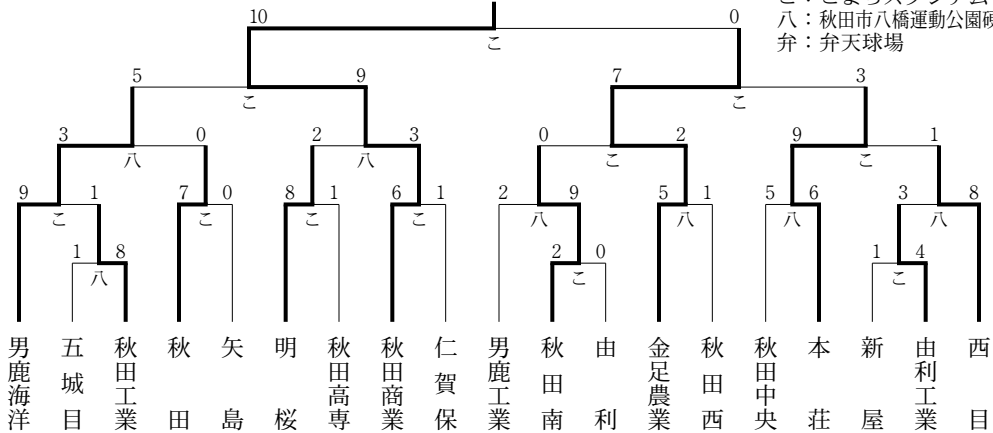 こ：こまちスタジアム
八：秋田市八橋運動公園硬
弁：弁天球場
10 0
こ
5 9 7 3
こ こ
3 0 2 3 0 2 9 1
八 八 こ こ
9 1 7 0 8 1 6 1 2 9 5 1 5 6 3 8
こ こ こ こ 八 八 八 八
1 8 2 0 1 4
八 こ こ
男鹿海洋
五城目
秋田工業
秋田
矢島
明桜
秋田高専
秋田商業
仁賀保
男鹿工業
秋田南
由利
金足農業
秋田西
秋田中央
本荘
新屋
由利工業
西目